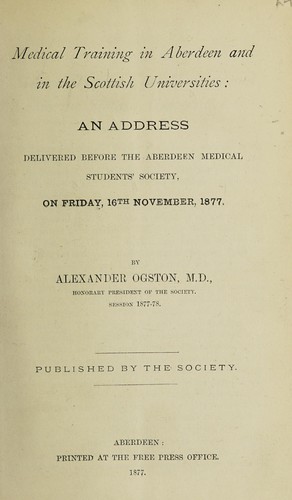 Medical Training in Aberdeen and
in the Scottish Universities:
AN ADDRESS
DELIVERED BEFORE THE ABERDEEN MEDICAL
STUDENTS' SOCIETY,
ON FRIDAY, 16TH NOVEMBER, 1877.
BY
ALEXANDER OGSTON, M.D.,
HONORARY PRESIDENT OF THE SOCIETY,
SESSION 1877-78.
PUBLISHED BY THE SOCIETY.
ABERDEEN:
PRINTED AT THE FREE PRESS OFFICE.
1877.